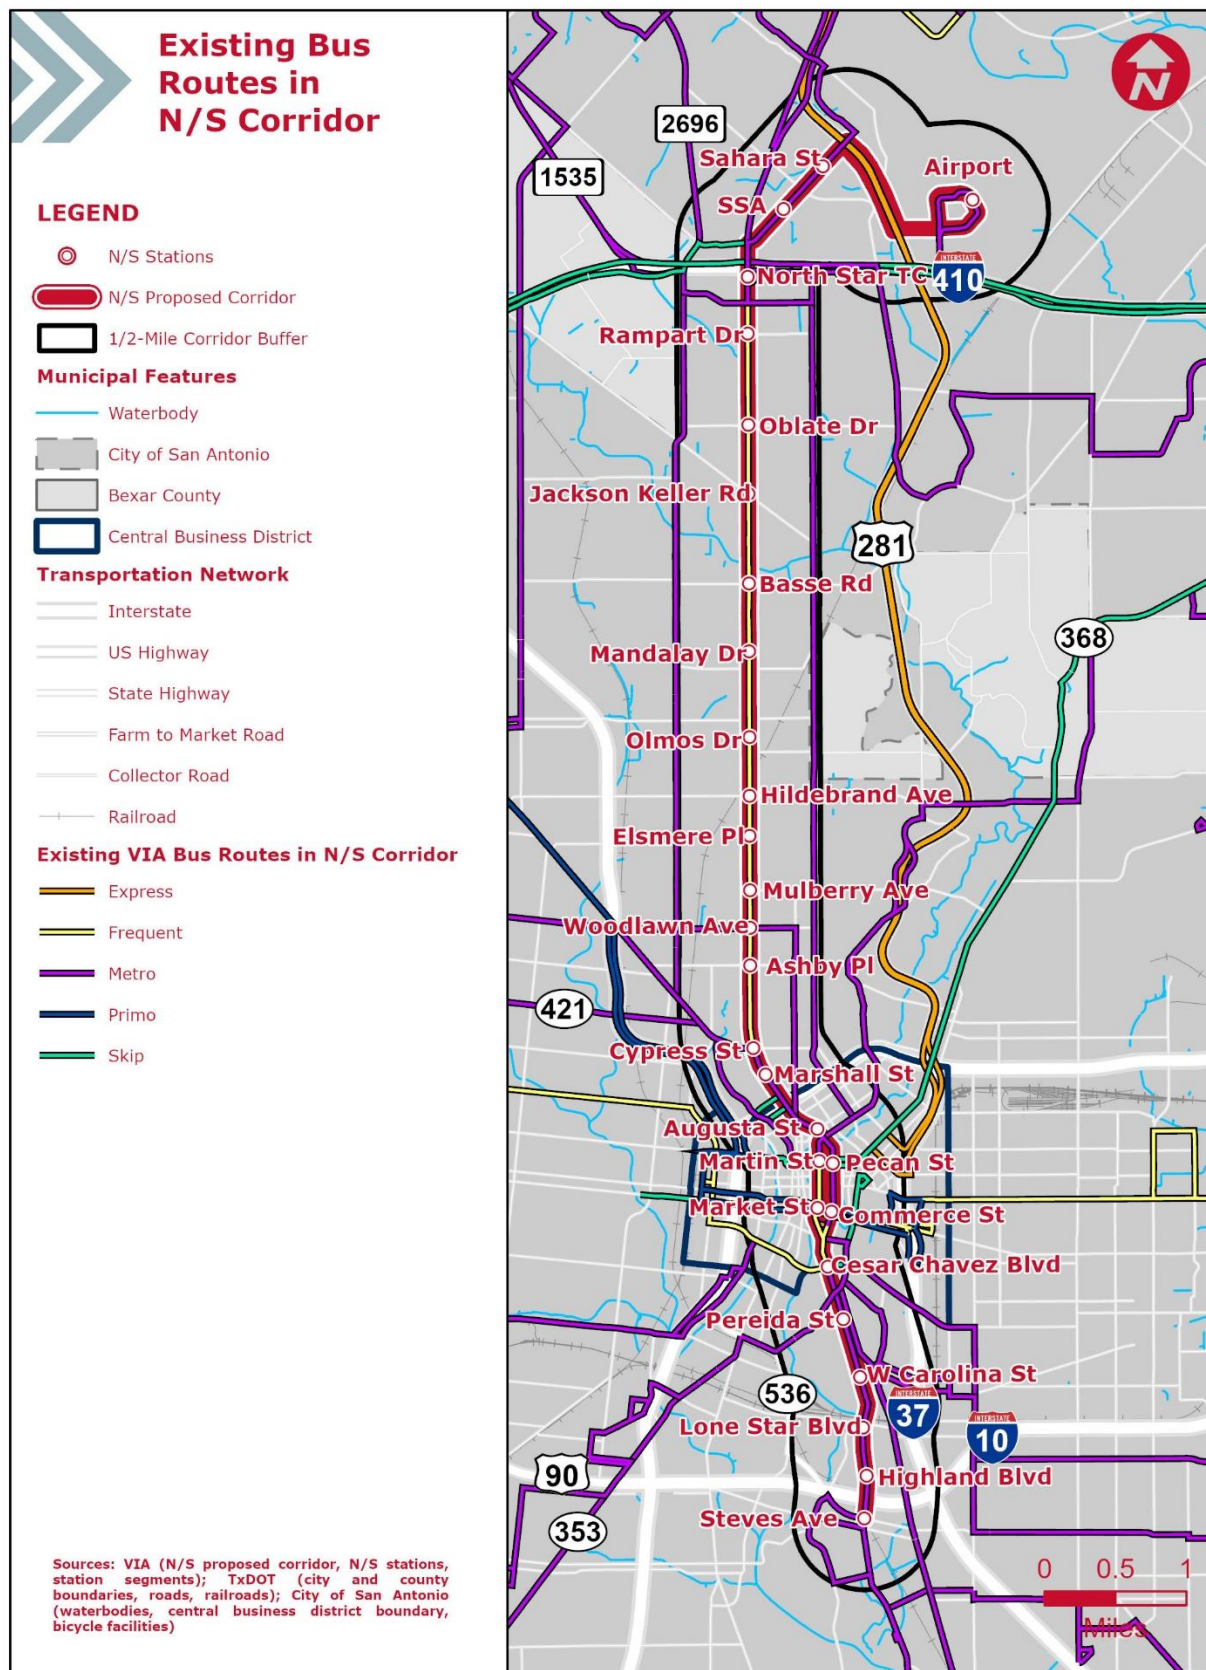 Existing Bus
Routes in
N/S Corridor
LEGEND
N/S Stations
N/S Proposed Corridor
1/2-Mile Corridor Buffer
Municipal Features
Waterbody
City of San Antonio
Bexar County
Central Business District
Transportation Network
Interstate
US Highway
State Highway
Farm to Market Road
Collector Road
Railroad
Existing VIA Bus Routes in N/S Corridor
Express
Frequent
Metro
Primo
Skip
Sources: VIA (N/S proposed corridor, N/S stations,
station segments); TxDOT (city and county
boundaries, roads, railroads); City of San Antonio
(waterbodies, central business district boundary,
bicycle facilities)
N
2696
1535
Sahara St
Airport
SSA
North Star TC
INTERSTATE
410
Rampart Dr
Oblate Dr
Jackson Keller Rd
281
Basse Rd
368
Mandalay Dr
Olmos Dr
Hildebrand Ave
Elsmere Pl
Mulberry Ave
Woodlawn Ave
Ashby Pl
421
Cypress St
Marshall St
Augusta St
Martin St
Pecan St
Market St
Commerce St
Cesar Chavez Blvd
Pereida St
W Carolina St
536
INTERSTATE
37
Lone Star Blvd
INTERSTATE
10
90
Highland Blvd
Steves Ave
353
0 0.5 1
Miles